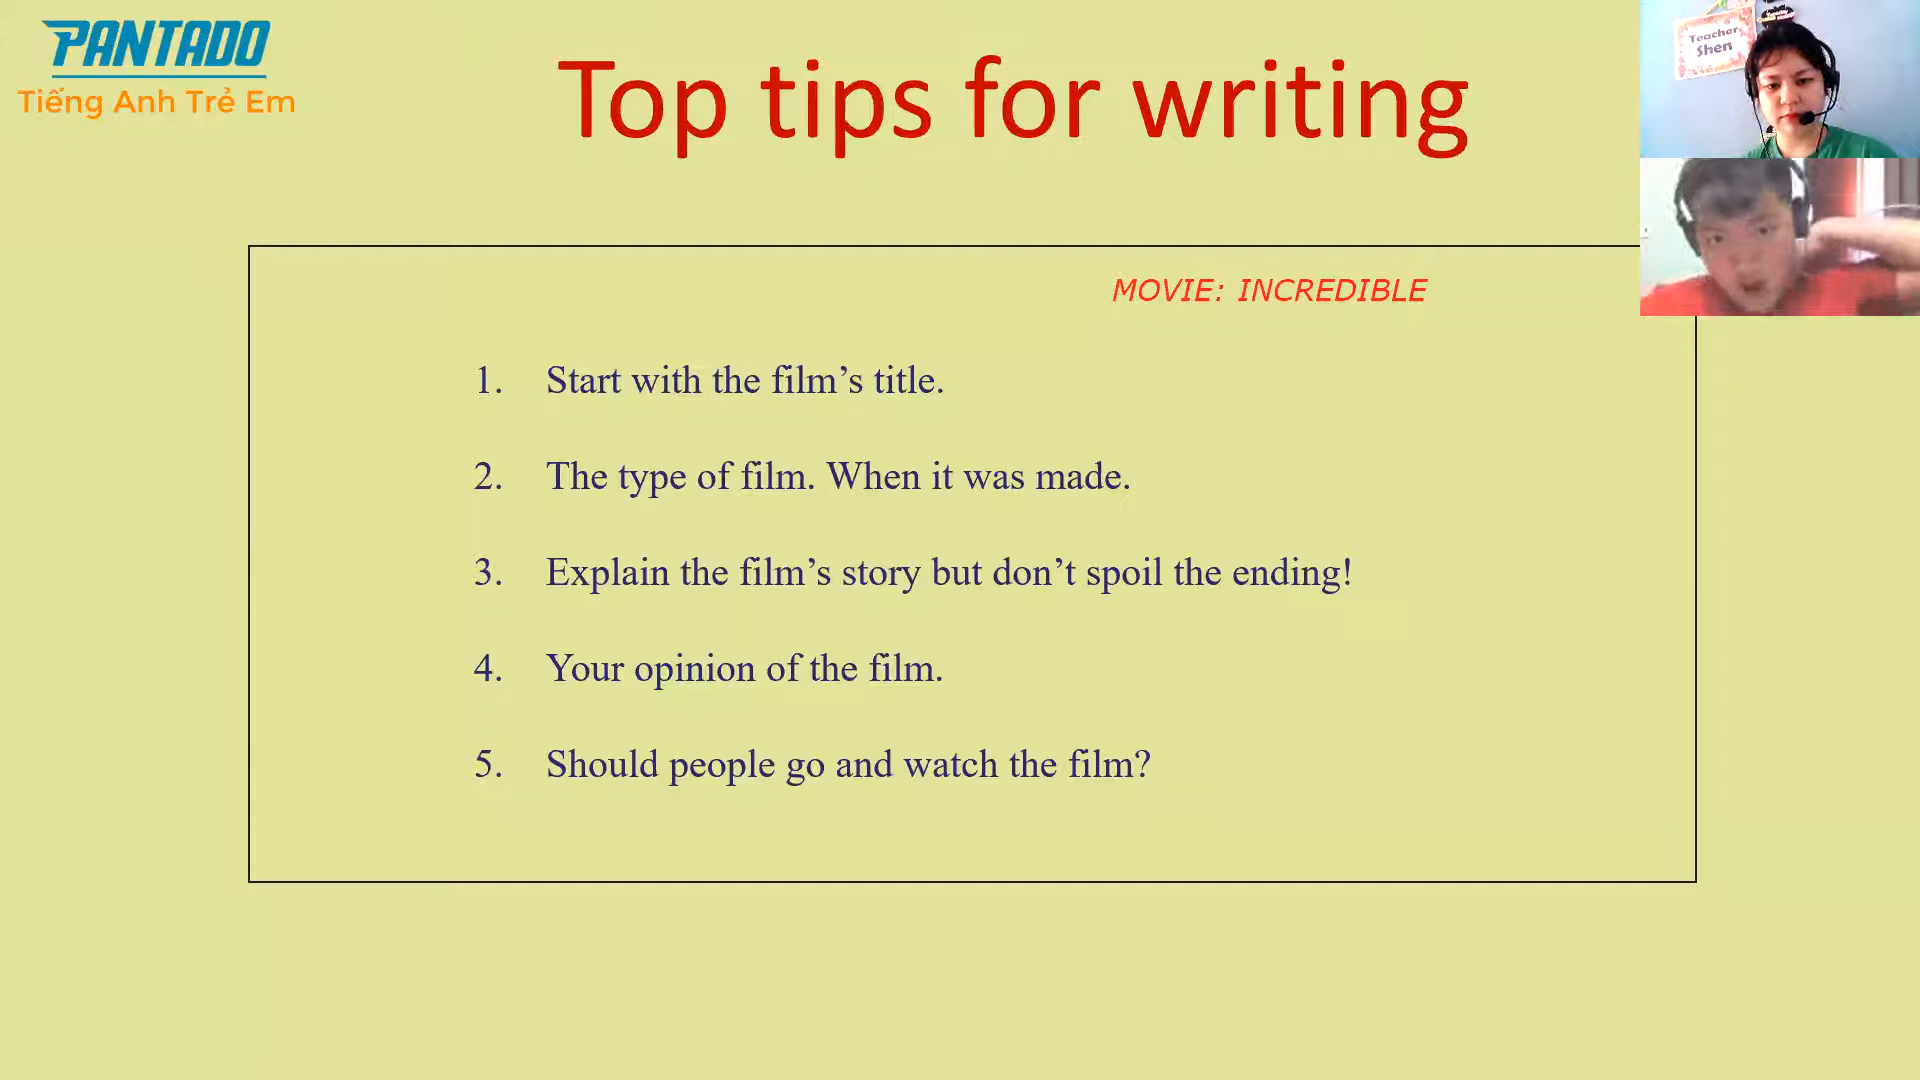 PANTADO
Tiếng Anh Trẻ Em
Top tips for writing
Teacher
Shen
MOVIE: INCREDIBLE
1. Start with the film’s title.
2. The type of film. When it was made.
3. Explain the film’s story but don’t spoil the ending!
4. Your opinion of the film.
5. Should people go and watch the film?